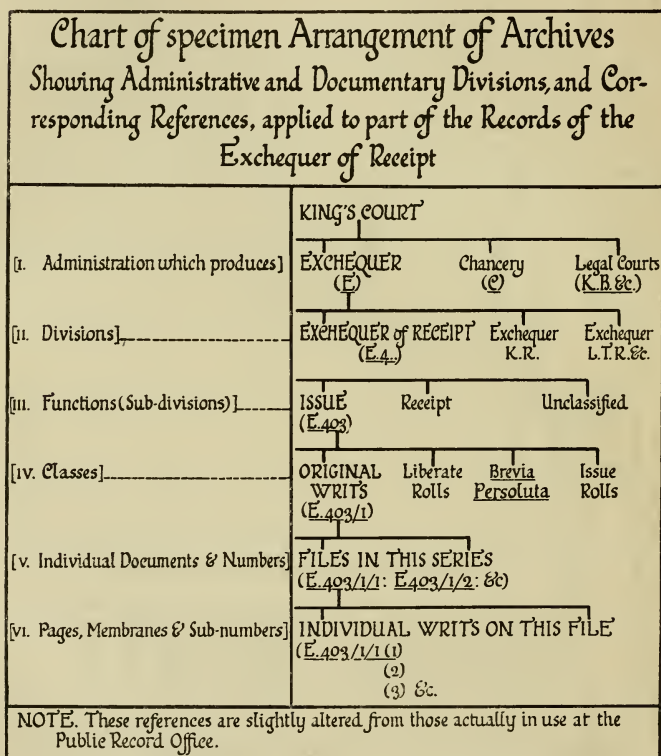 Chart of specimen Arrangement of Archives
Showing Administrative and Documentary Divisions, and Cor-
responding References, applied to part of the Records of the
Exchequer of Receipt
KING'S COURT
[I. Administration which produces] EXCHEQUER Chancery Legal Courts
(E) (C) (K.B. &c.)
[II. Divisions] EXCHEQUER of RECEIPT Exchequer Exchequer
(E.4..) K.R. L.T.R. &c.
[III. Functions (Sub-divisions)] ISSUE Receipt Unclassified
(E.403)
[IV. Classes] ORIGINAL Liberate Brevia Issue
WRITS Rolls Persoluta Rolls
(E.403/1)
[V. Individual Documents & Numbers] FILES IN THIS SERIES
(E.403/1/1: E403/1/2: &c)
[VI. Pages, Membranes & Sub-numbers] INDIVIDUAL WRITS ON THIS FILE
(E.403/1/1 (1)
(2)
(3) &c.
NOTE. These references are slightly altered from those actually in use at the
Public Record Office.